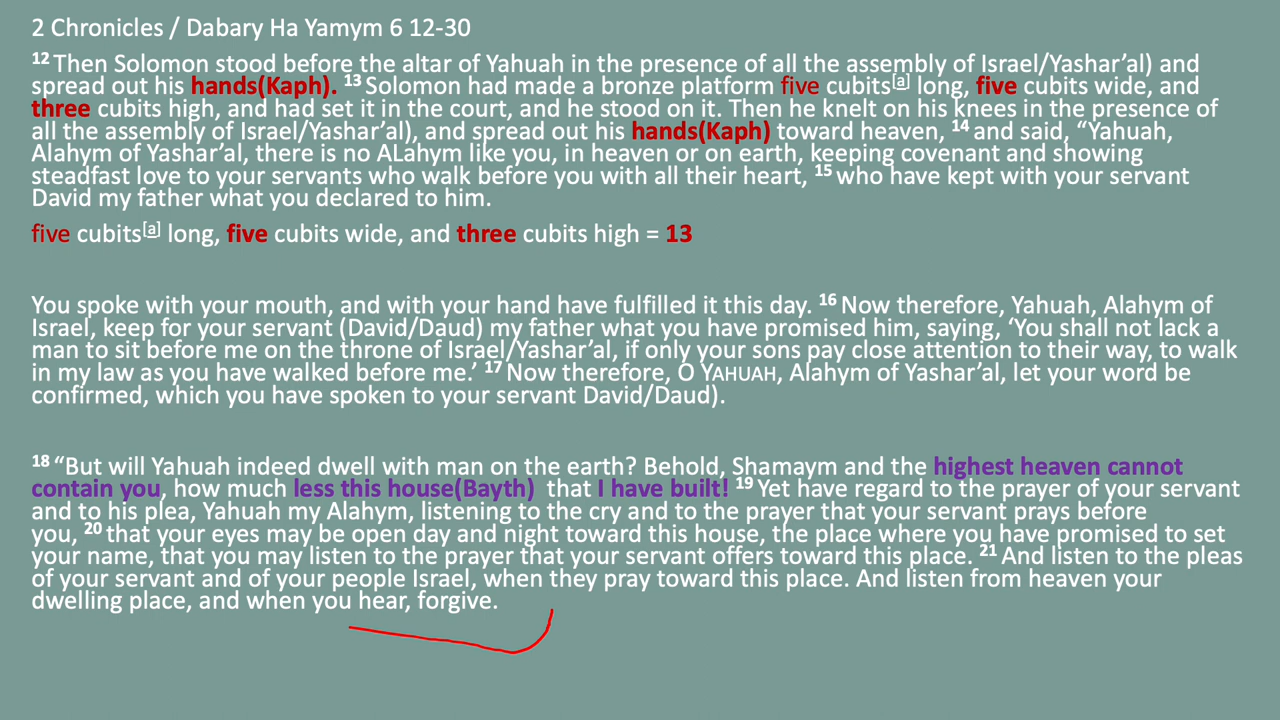 2 Chronicles / Dabary Ha Yamym 6 12-30
12 Then Solomon stood before the altar of Yahuah in the presence of all the assembly of Israel/Yashar’al) and
spread out his hands(Kaph). 13 Solomon had made a bronze platform five cubits[a] long, five cubits wide, and
three cubits high, and had set it in the court, and he stood on it. Then he knelt on his knees in the presence of
all the assembly of Israel/Yashar’al), and spread out his hands(Kaph) toward heaven, 14 and said, “Yahuah,
Alahym of Yashar’al, there is no ALahym like you, in heaven or on earth, keeping covenant and showing
steadfast love to your servants who walk before you with all their heart, 15 who have kept with your servant
David my father what you declared to him.
five cubits[a] long, five cubits wide, and three cubits high = 13
You spoke with your mouth, and with your hand have fulfilled it this day. 16 Now therefore, Yahuah, Alahym of
Israel, keep for your servant (David/Daud) my father what you have promised him, saying, ‘You shall not lack a
man to sit before me on the throne of Israel/Yashar’al, if only your sons pay close attention to their way, to walk
in my law as you have walked before me.’ 17 Now therefore, O YAHUAH, Alahym of Yashar’al, let your word be
confirmed, which you have spoken to your servant David/Daud).
18 “But will Yahuah indeed dwell with man on the earth? Behold, Shamaym and the highest heaven cannot
contain you, how much less this house(Bayth) that I have built! 19 Yet have regard to the prayer of your servant
and to his plea, Yahuah my Alahym, listening to the cry and to the prayer that your servant prays before
you, 20 that your eyes may be open day and night toward this house, the place where you have promised to set
your name, that you may listen to the prayer that your servant offers toward this place. 21 And listen to the pleas
of your servant and of your people Israel, when they pray toward this place. And listen from heaven your
dwelling place, and when you hear, forgive.